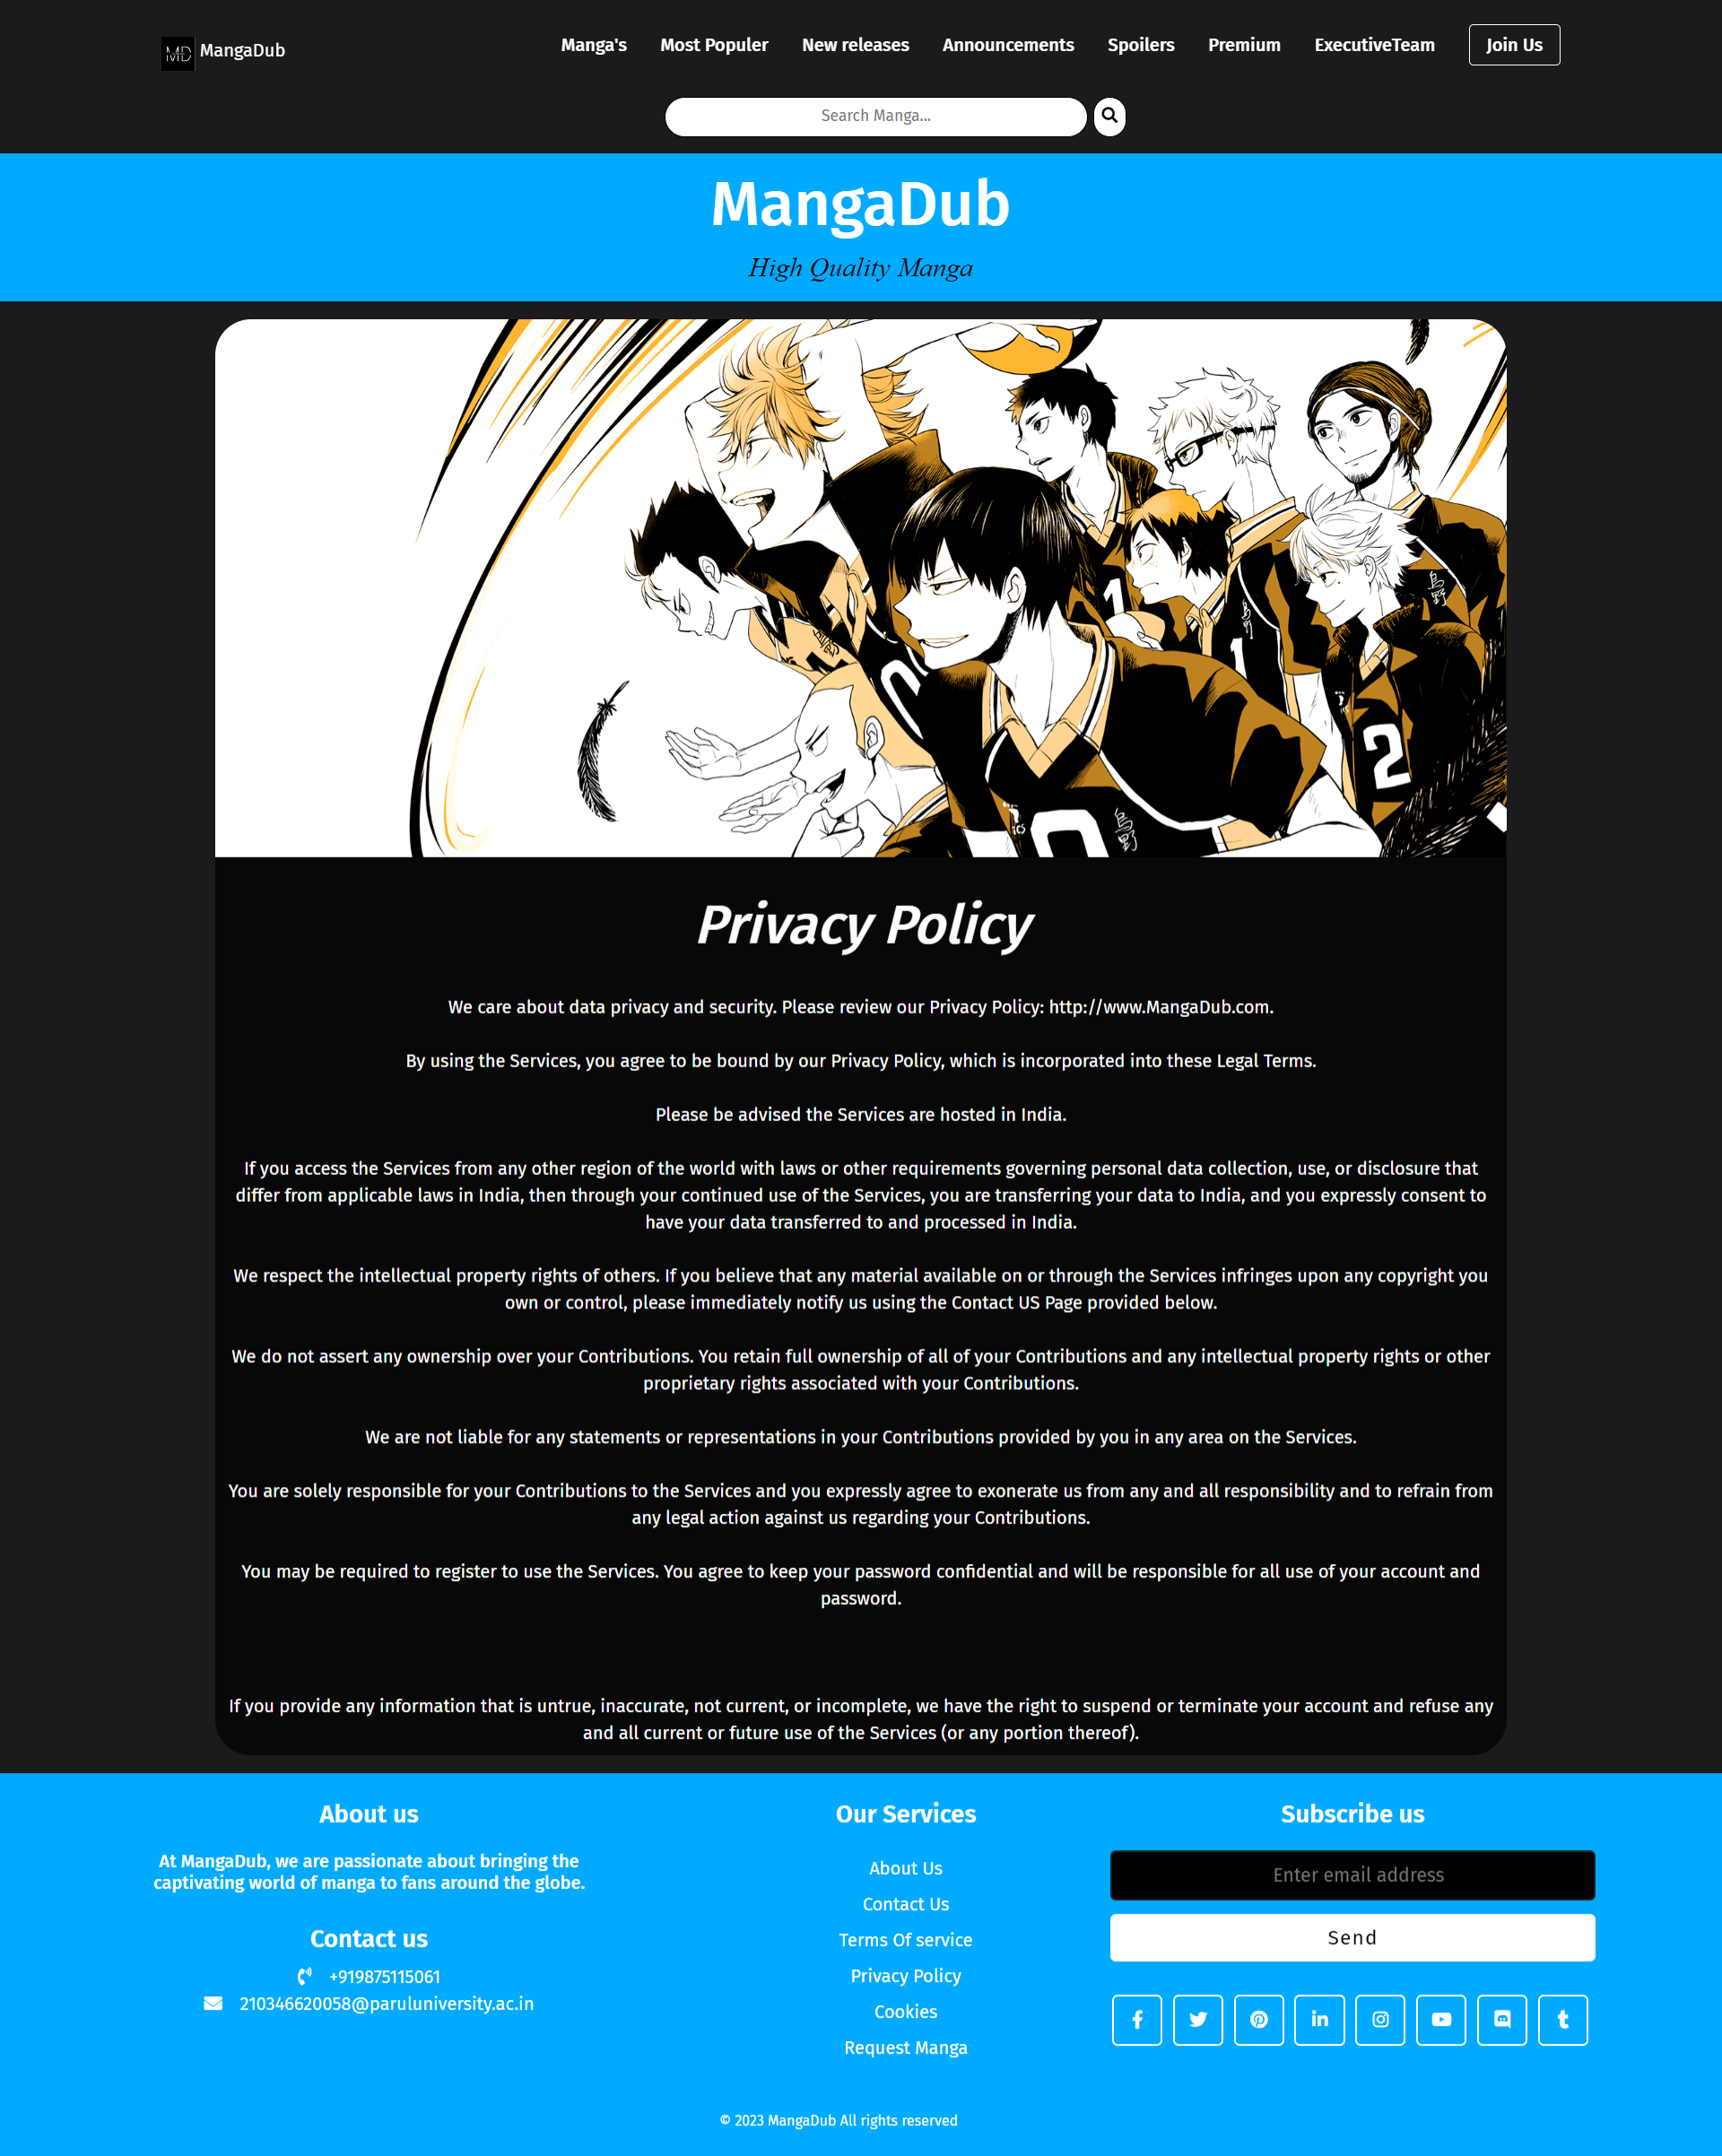 MD MangaDub
Manga's Most Populer New releases Announcements Spoilers Premium ExecutiveTeam Join Us
Search Manga...
MangaDub
High Quality Manga
1
1
2
烏野
烏野
烏野
Privacy Policy
We care about data privacy and security. Please review our Privacy Policy: http://www.MangaDub.com.
By using the Services, you agree to be bound by our Privacy Policy, which is incorporated into these Legal Terms.
Please be advised the Services are hosted in India.
If you access the Services from any other region of the world with laws or other requirements governing personal data collection, use, or disclosure that
differ from applicable laws in India, then through your continued use of the Services, you are transferring your data to India, and you expressly consent to
have your data transferred to and processed in India.
We respect the intellectual property rights of others. If you believe that any material available on or through the Services infringes upon any copyright you
own or control, please immediately notify us using the Contact US Page provided below.
We do not assert any ownership over your Contributions. You retain full ownership of all of your Contributions and any intellectual property rights or other
proprietary rights associated with your Contributions.
We are not liable for any statements or representations in your Contributions provided by you in any area on the Services.
You are solely responsible for your Contributions to the Services and you expressly agree to exonerate us from any and all responsibility and to refrain from
any legal action against us regarding your Contributions.
You may be required to register to use the Services. You agree to keep your password confidential and will be responsible for all use of your account and
password.
If you provide any information that is untrue, inaccurate, not current, or incomplete, we have the right to suspend or terminate your account and refuse any
and all current or future use of the Services (or any portion thereof).
About us
At MangaDub, we are passionate about bringing the
captivating world of manga to fans around the globe.
Contact us
+919875115061
210346620058@paruluniversity.ac.in
Our Services
About Us
Contact Us
Terms Of service
Privacy Policy
Cookies
Request Manga
Subscribe us
Enter email address
Send
© 2023 MangaDub All rights reserved